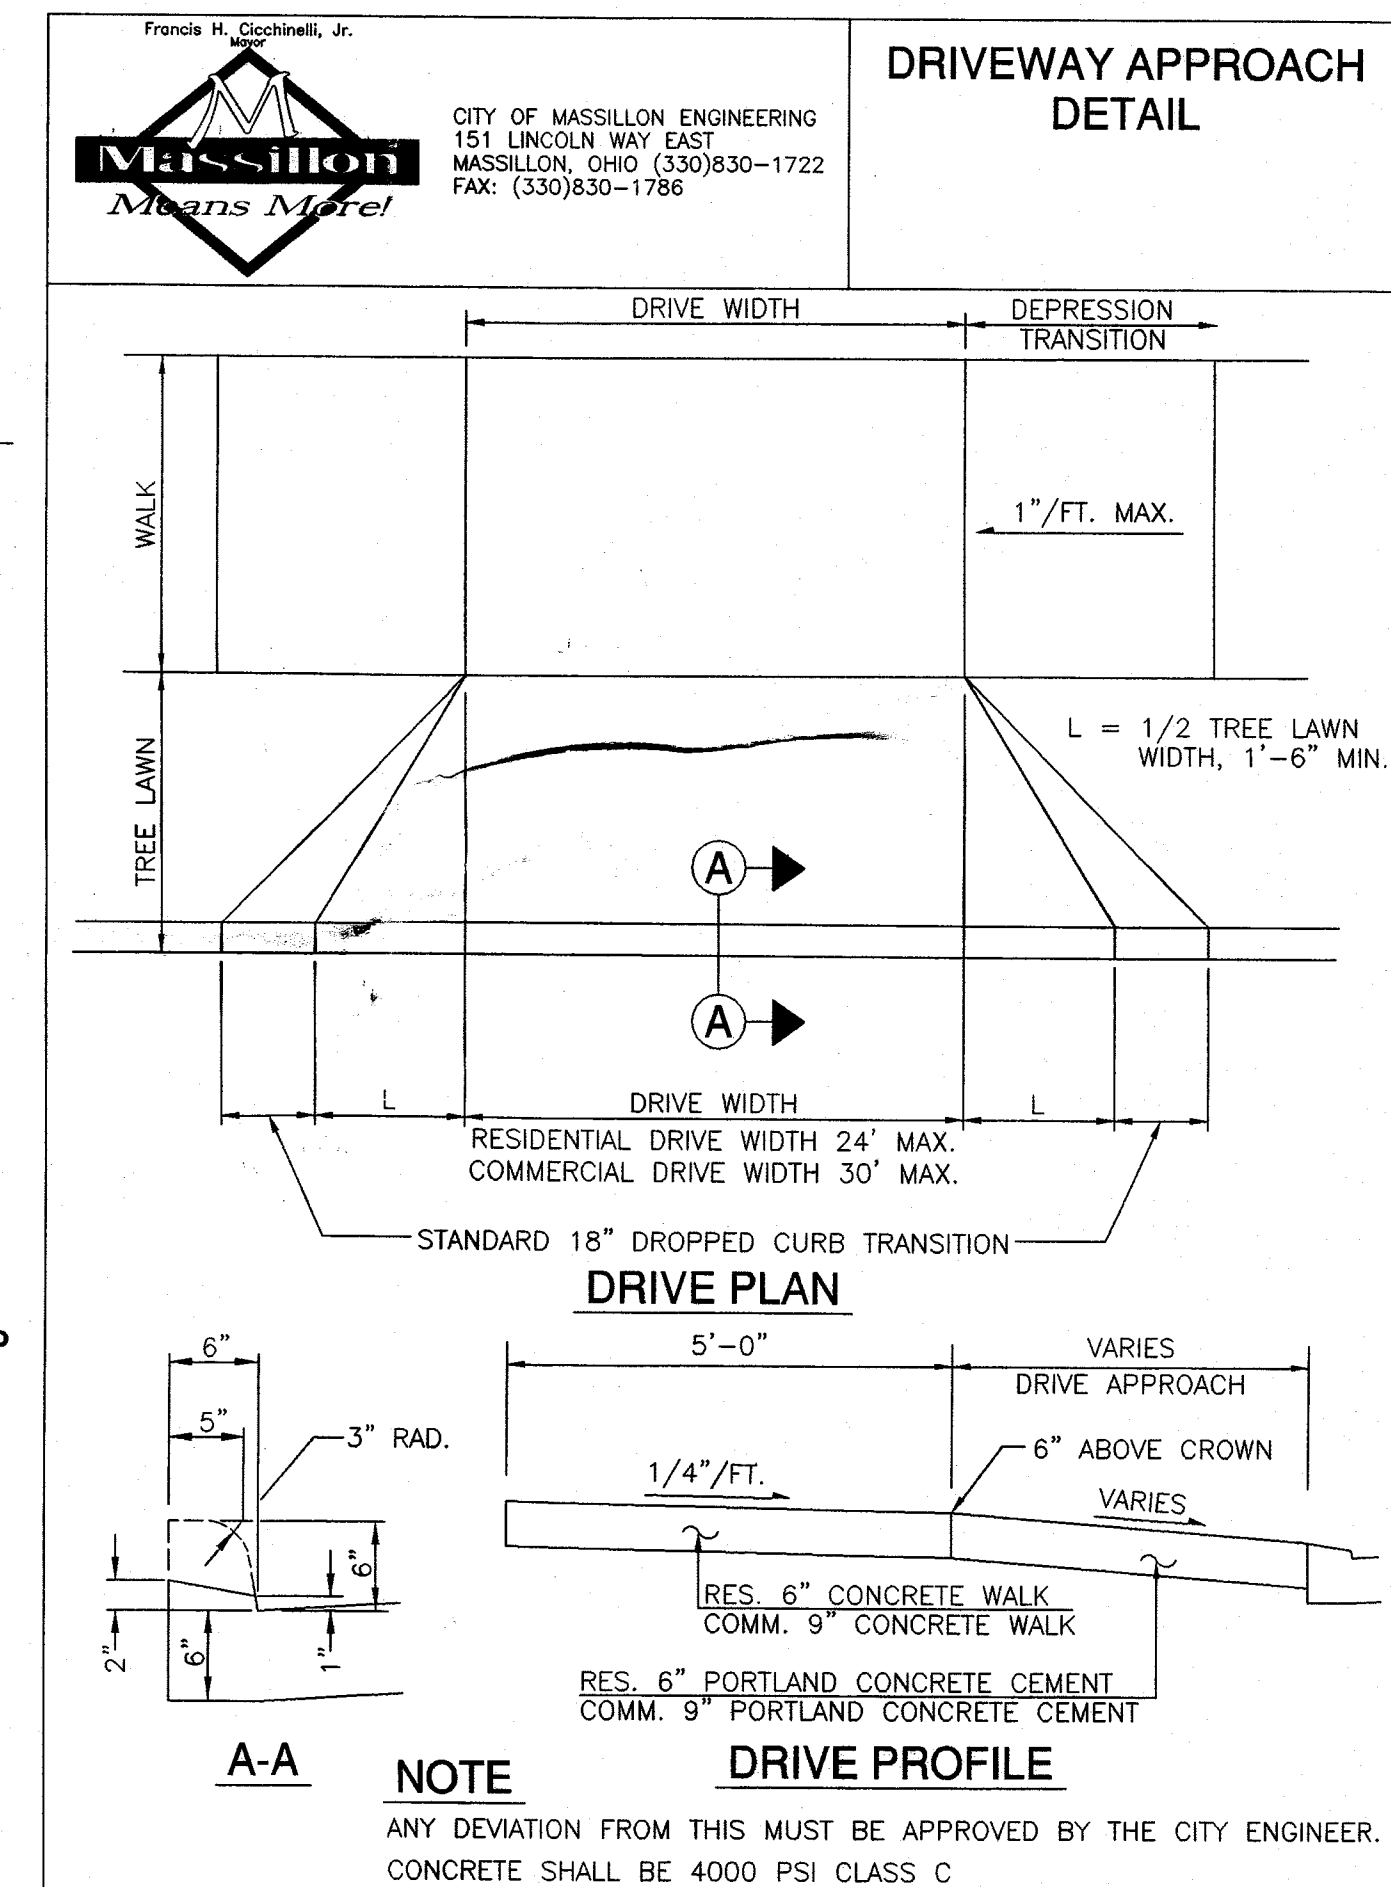 Francis H. Cicchinelli, Jr.
Mayor
M
Massillon
Means More!
CITY OF MASSILLON ENGINEERING
151 LINCOLN WAY EAST
MASSILLON, OHIO (330)830-1722
FAX: (330)830-1786
DRIVEWAY APPROACH
DETAIL
DRIVE WIDTH
DEPRESSION
TRANSITION
WALK
1"/FT. MAX.
TREE LAWN
L = 1/2 TREE LAWN
WIDTH, 1'-6" MIN.
A
A
L
DRIVE WIDTH
L
RESIDENTIAL DRIVE WIDTH 24' MAX.
COMMERCIAL DRIVE WIDTH 30' MAX.
STANDARD 18" DROPPED CURB TRANSITION
DRIVE PLAN
6"
5"
3" RAD.
6"
2"
6"
1"
A-A
5'-0"
VARIES
DRIVE APPROACH
6" ABOVE CROWN
1/4"/FT.
VARIES
RES. 6" CONCRETE WALK
COMM. 9" CONCRETE WALK
RES. 6" PORTLAND CONCRETE CEMENT
COMM. 9" PORTLAND CONCRETE CEMENT
DRIVE PROFILE
NOTE
ANY DEVIATION FROM THIS MUST BE APPROVED BY THE CITY ENGINEER.
CONCRETE SHALL BE 4000 PSI CLASS C